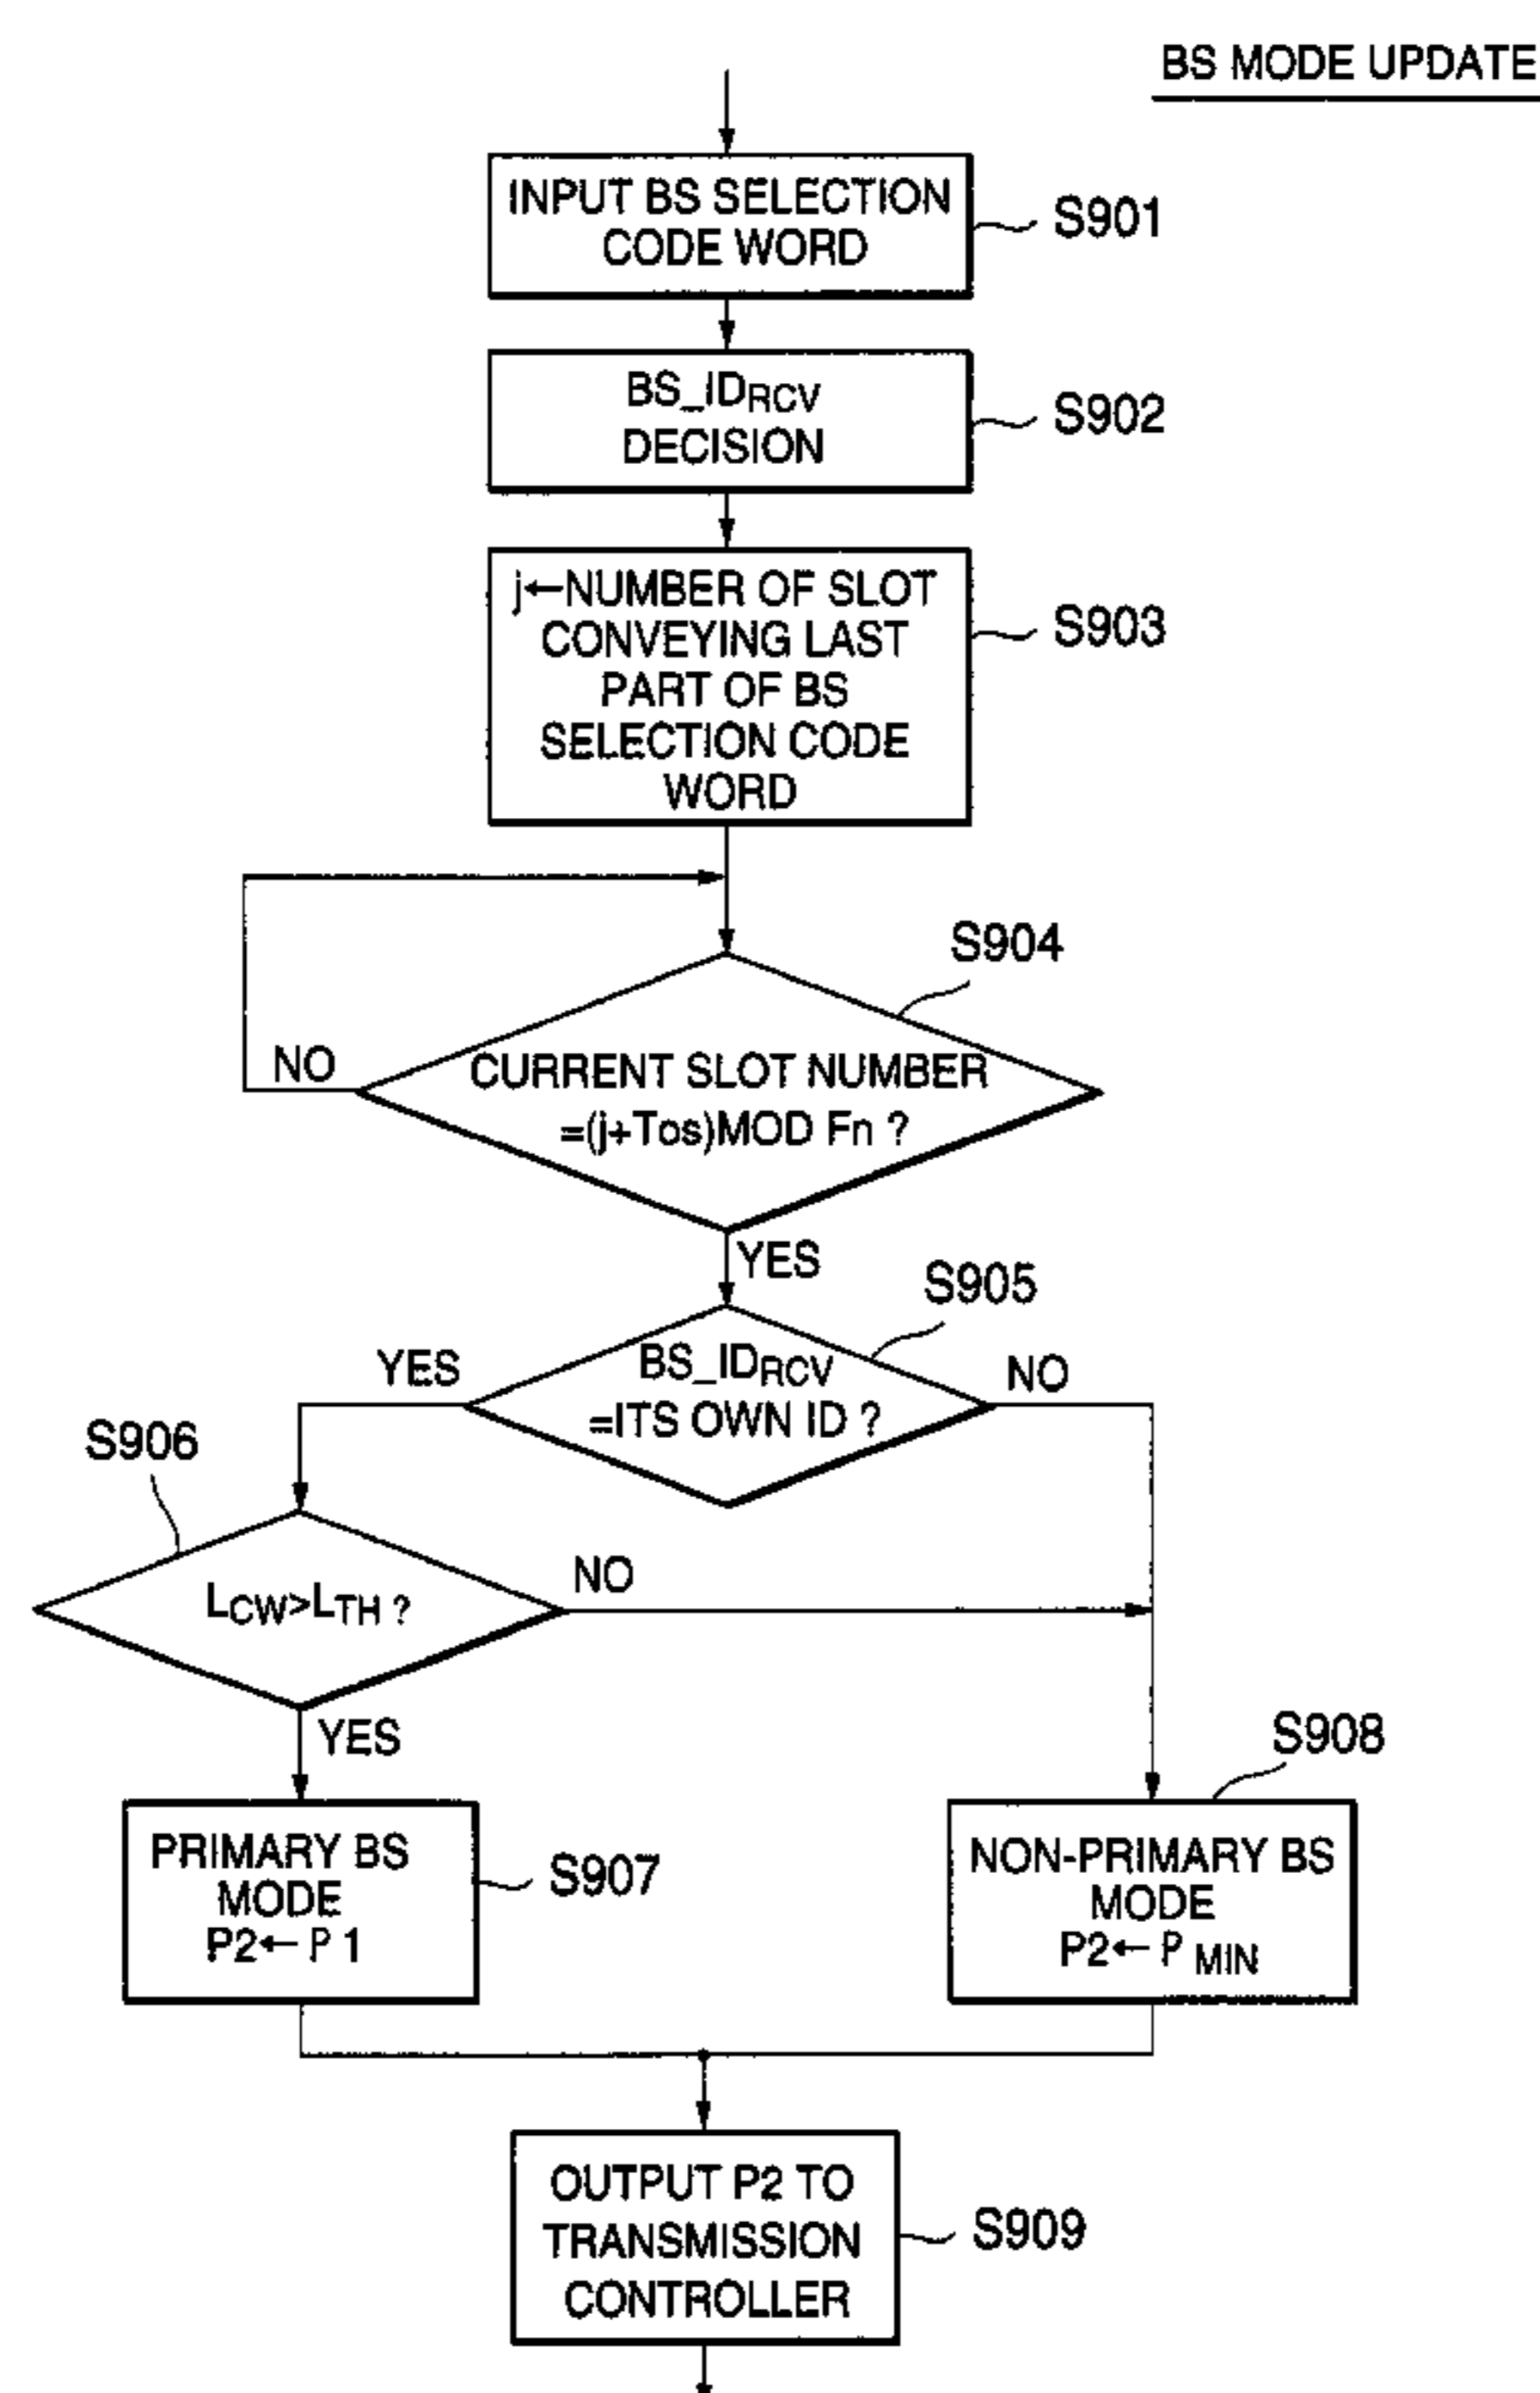 BS MODE UPDATE
INPUT BS SELECTION
CODE WORD
S901
BS_IDRCV
DECISION
S902
j←NUMBER OF SLOT
CONVEYING LAST
PART OF BS
SELECTION CODE
WORD
S903
S904
NO
CURRENT SLOT NUMBER
=(j+Tos)MOD Fn ?
YES
S905
YES
BS_IDRCV
=ITS OWN ID ?
NO
S906
LCW>LTH ?
NO
YES
PRIMARY BS
MODE
P2← P 1
S907
S908
NON-PRIMARY BS
MODE
P2← P MIN
OUTPUT P2 TO
TRANSMISSION
CONTROLLER
S909